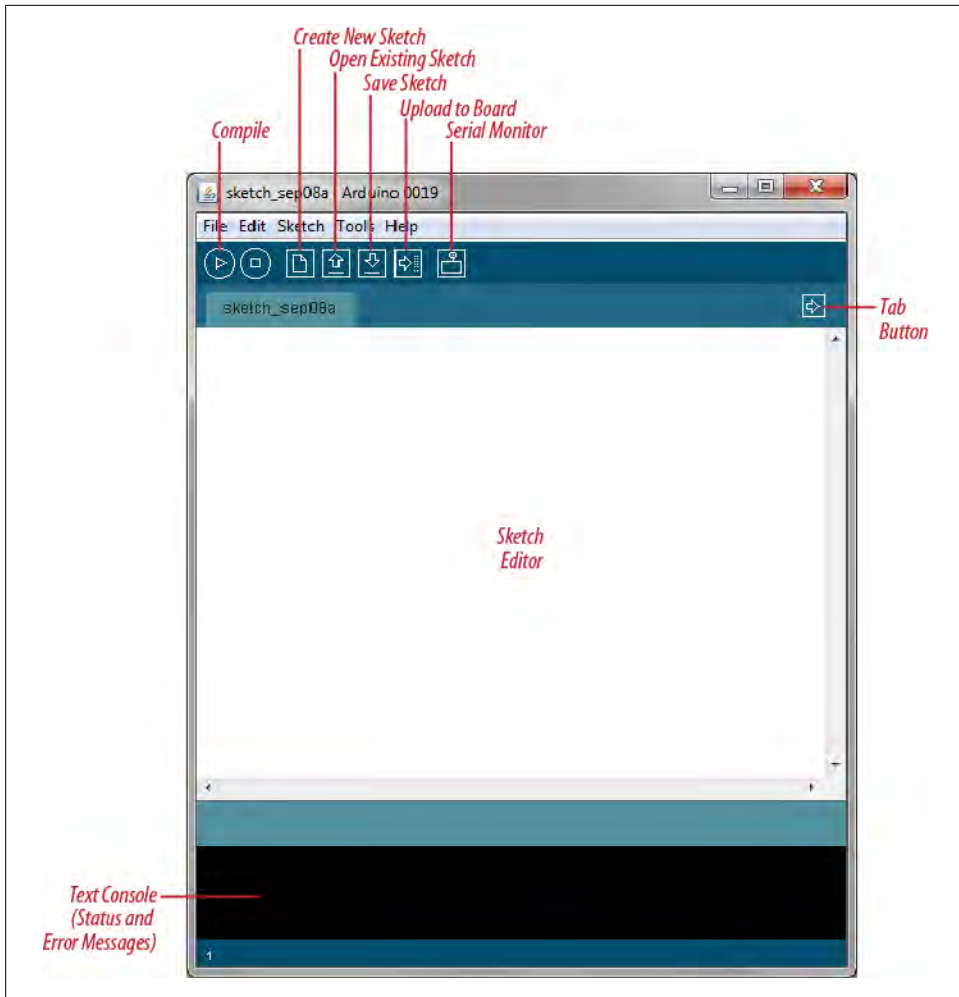 Create New Sketch
Open Existing Sketch
Save Sketch
Upload to Board
Compile
Serial Monitor
sketch_sep08a Arduino 0019
File Edit Sketch Tools Help
sketch_sep08a
Tab
Button
Sketch
Editor
Text Console
(Status and
Error Messages)
1